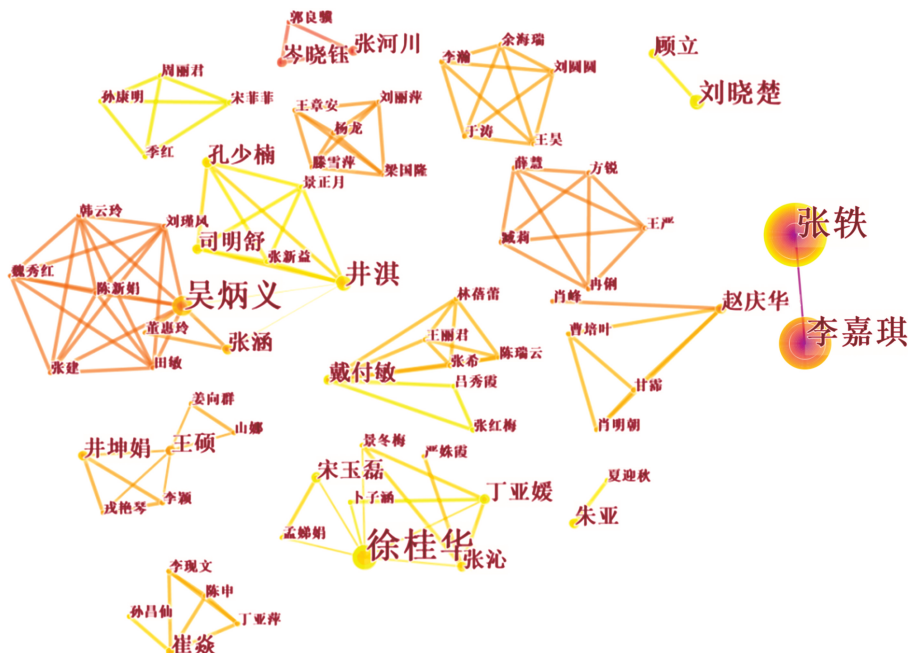 郭良骥
岑晓钰
张河川
余海瑞
李瀚
刘圆圆
于涛
王昊
顾立
刘晓楚
周丽君
孙康明
宋菲菲
季红
王章安
刘丽萍
杨龙
滕雪萍
梁国隆
孔少楠
景正月
司明舒
张新益
井淇
薛慧
方锐
王严
臧莉
冉俐
张轶
李嘉琪
韩云玲
刘瑾凤
魏秀红
陈新娟
吴炳义
董惠玲
张涵
张建
田敏
林蓓蕾
王丽君
陈瑞云
张希
戴付敏
吕秀霞
张红梅
肖峰
赵庆华
曹培叶
甘露
肖明朝
姜向群
山娜
井坤娟
王硕
李颖
戎艳琴
景冬梅
严姝霞
宋玉磊
卜子涵
丁亚媛
孟娣娟
徐桂华
张沁
夏迎秋
朱亚
李现文
陈申
孙昌仙
丁亚萍
崔焱